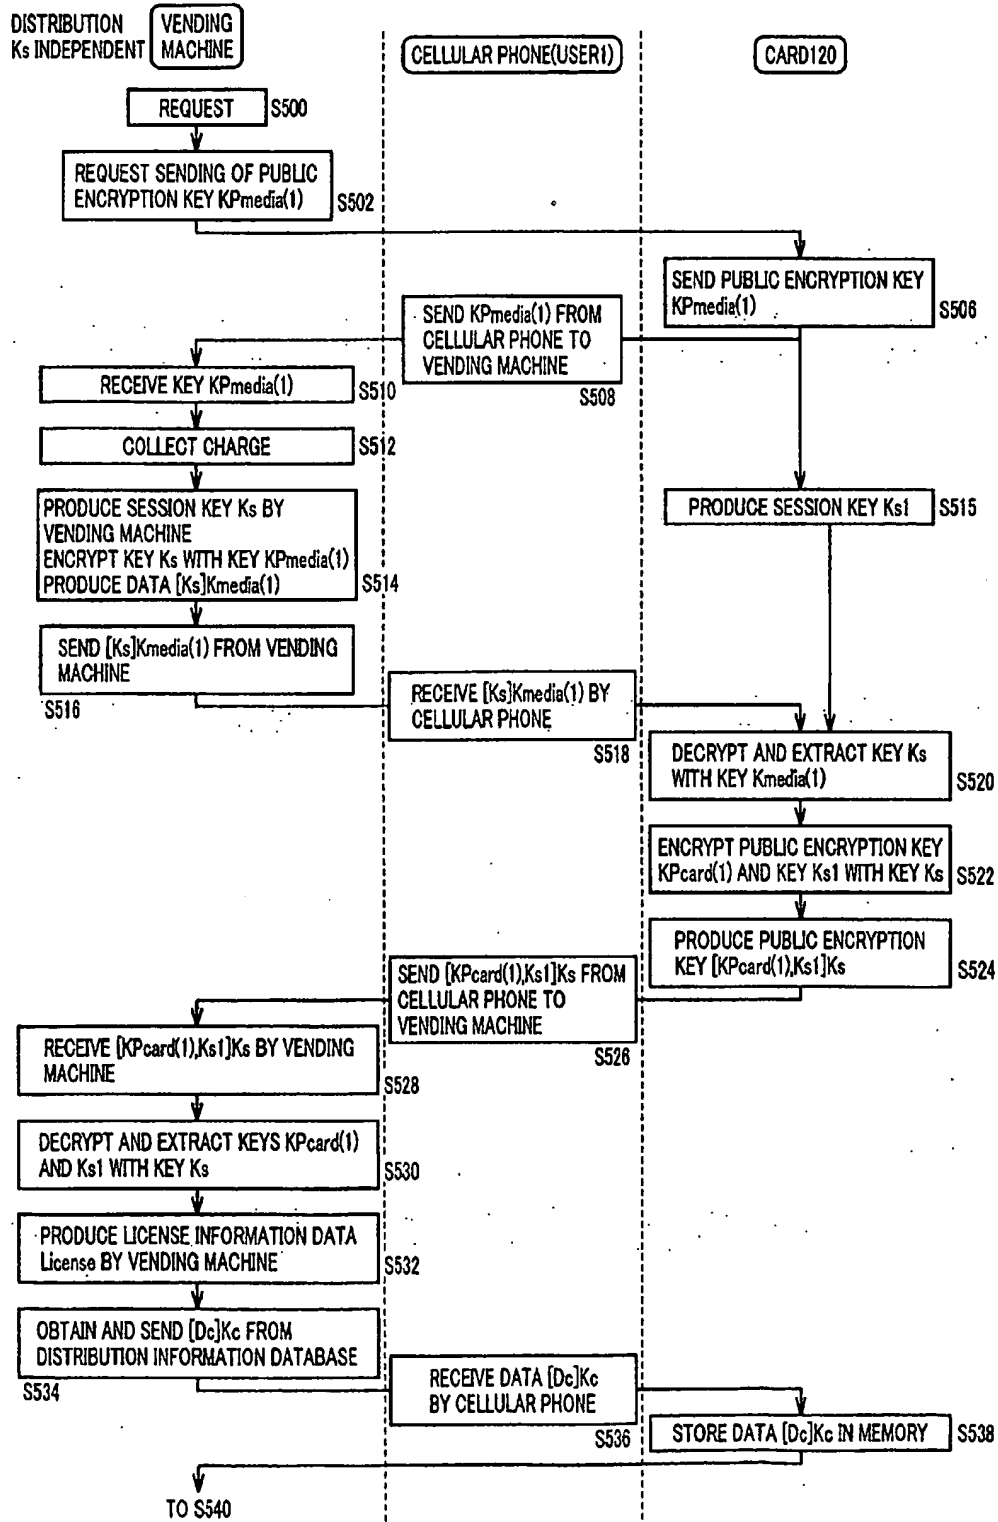 DISTRIBUTION
Ks INDEPENDENT
VENDING
MACHINE
CELLULAR PHONE(USER1)
CARD120
REQUEST
S500
REQUEST SENDING OF PUBLIC
ENCRYPTION KEY KPmedia(1)
S502
SEND PUBLIC ENCRYPTION KEY
KPmedia(1)
S506
SEND KPmedia(1) FROM
CELLULAR PHONE TO
VENDING MACHINE
S508
RECEIVE KEY KPmedia(1)
S510
COLLECT CHARGE
S512
PRODUCE SESSION KEY Ks BY
VENDING MACHINE
ENCRYPT KEY Ks WITH KEY KPmedia(1)
PRODUCE DATA [Ks]Kmedia(1)
S514
PRODUCE SESSION KEY Ks1
S515
SEND [Ks]Kmedia(1) FROM VENDING
MACHINE
S516
RECEIVE [Ks]Kmedia(1) BY
CELLULAR PHONE
S518
DECRYPT AND EXTRACT KEY Ks
WITH KEY Kmedia(1)
S520
ENCRYPT PUBLIC ENCRYPTION KEY
KPcard(1) AND KEY Ks1 WITH KEY Ks
S522
PRODUCE PUBLIC ENCRYPTION
KEY [KPcard(1),Ks1]Ks
S524
SEND [KPcard(1),Ks1]Ks FROM
CELLULAR PHONE TO
VENDING MACHINE
S526
RECEIVE [KPcard(1),Ks1]Ks BY VENDING
MACHINE
S528
DECRYPT AND EXTRACT KEYS KPcard(1)
AND Ks1 WITH KEY Ks
S530
PRODUCE LICENSE INFORMATION DATA
License BY VENDING MACHINE
S532
OBTAIN AND SEND [Dc]Kc FROM
DISTRIBUTION INFORMATION DATABASE
S534
RECEIVE DATA [Dc]Kc
BY CELLULAR PHONE
S536
STORE DATA [Dc]Kc IN MEMORY
S538
TO S540